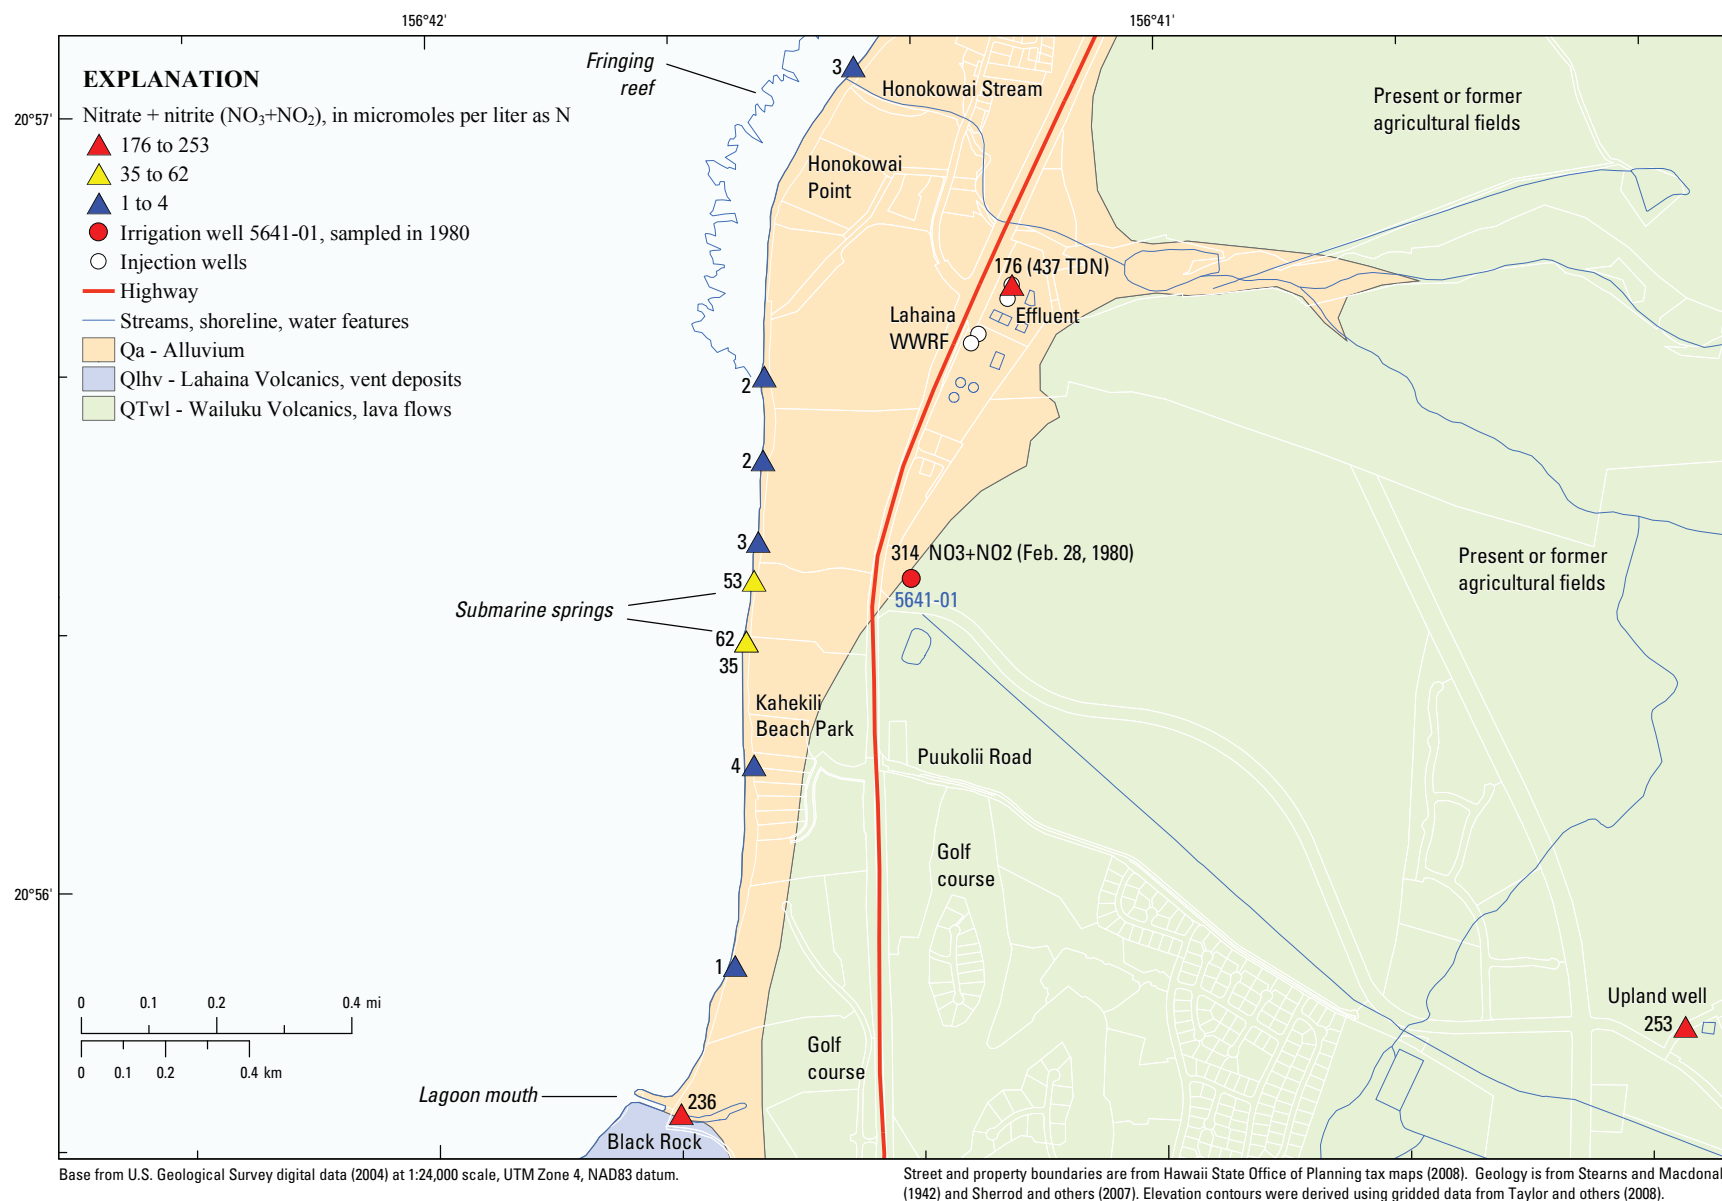 156°42'
156°41'
20°57'
20°56'
EXPLANATION
Nitrate + nitrite (NO3+NO2), in micromoles per liter as N
176 to 253
35 to 62
1 to 4
Irrigation well 5641-01, sampled in 1980
Injection wells
Highway
Streams, shoreline, water features
Qa - Alluvium
Qlhv - Lahaina Volcanics, vent deposits
QTwl - Wailuku Volcanics, lava flows
Fringing
reef
3
Honokowai Stream
Present or former
agricultural fields
Honokowai
Point
176 (437 TDN)
Lahaina
WWRF
Effluent
2
2
3
314 NO3+NO2 (Feb. 28, 1980)
5641-01
Present or former
agricultural fields
53
Submarine springs
62
35
Kahekili
Beach Park
Puukolii Road
4
Golf
course
1
Upland well
253
0 0.1 0.2 0.4 mi
0 0.1 0.2 0.4 km
Golf
course
Lagoon mouth
236
Black Rock
Base from U.S. Geological Survey digital data (2004) at 1:24,000 scale, UTM Zone 4, NAD83 datum.
Street and property boundaries are from Hawaii State Office of Planning tax maps (2008). Geology is from Stearns and Macdonal
(1942) and Sherrod and others (2007). Elevation contours were derived using gridded data from Taylor and others (2008).